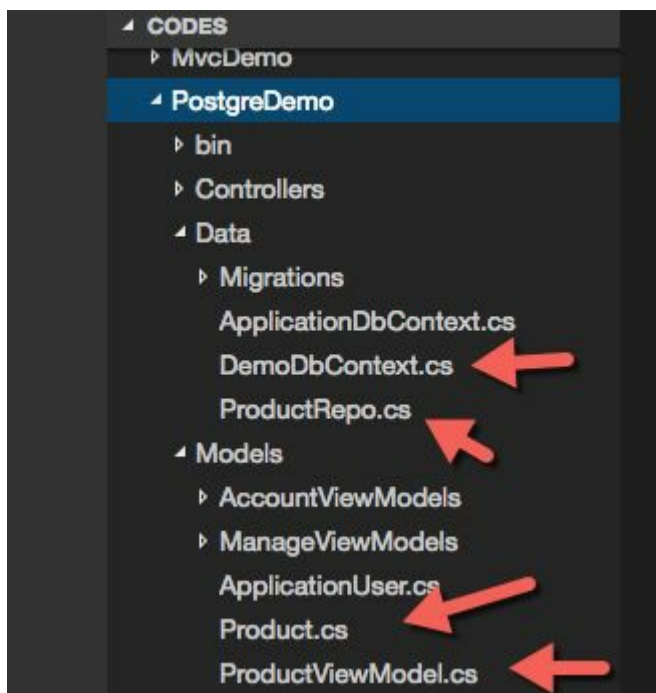 CODES
MvcDemo
PostgreDemo
bin
Controllers
Data
Migrations
ApplicationDbContext.cs
DemoDbContext.cs
ProductRepo.cs
Models
AccountViewModels
ManageViewModels
ApplicationUser.cs
Product.cs
ProductViewModel.cs